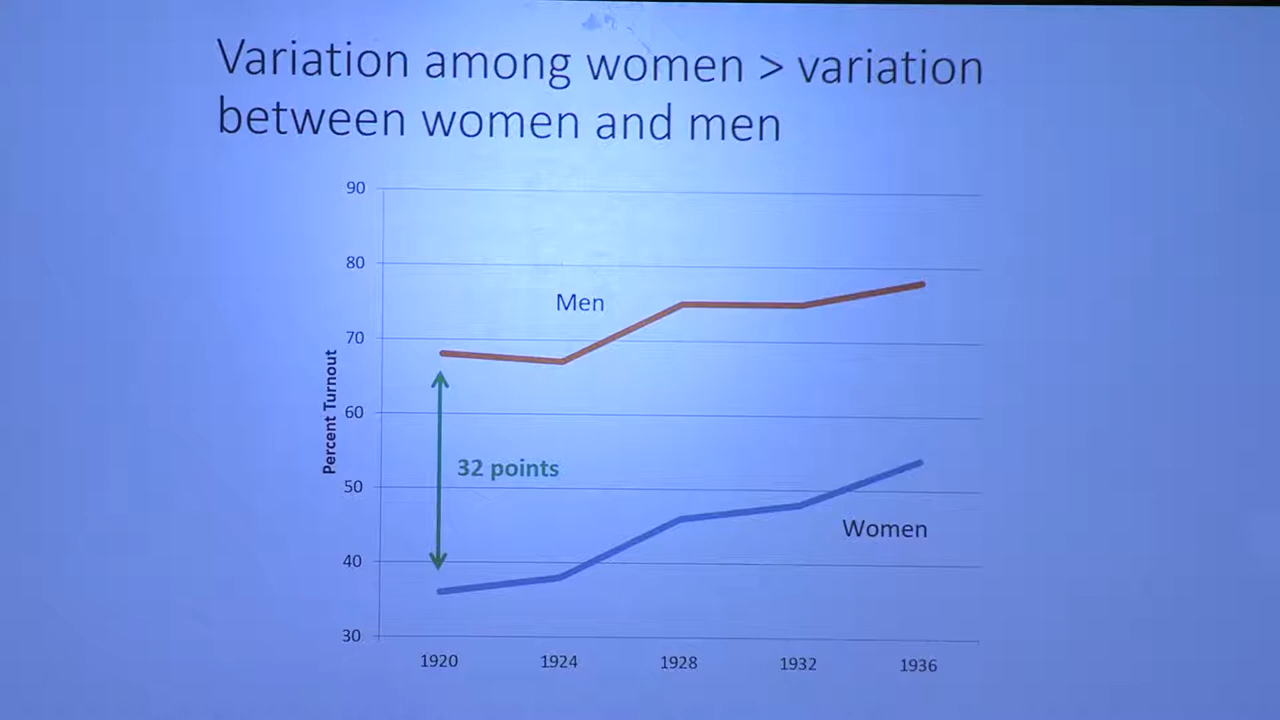 Variation among women > variation
between women and men
90
80
70
60
50
40
30
Percent Turnout
Men
32 points
Women
1920 1924 1928 1932 1936